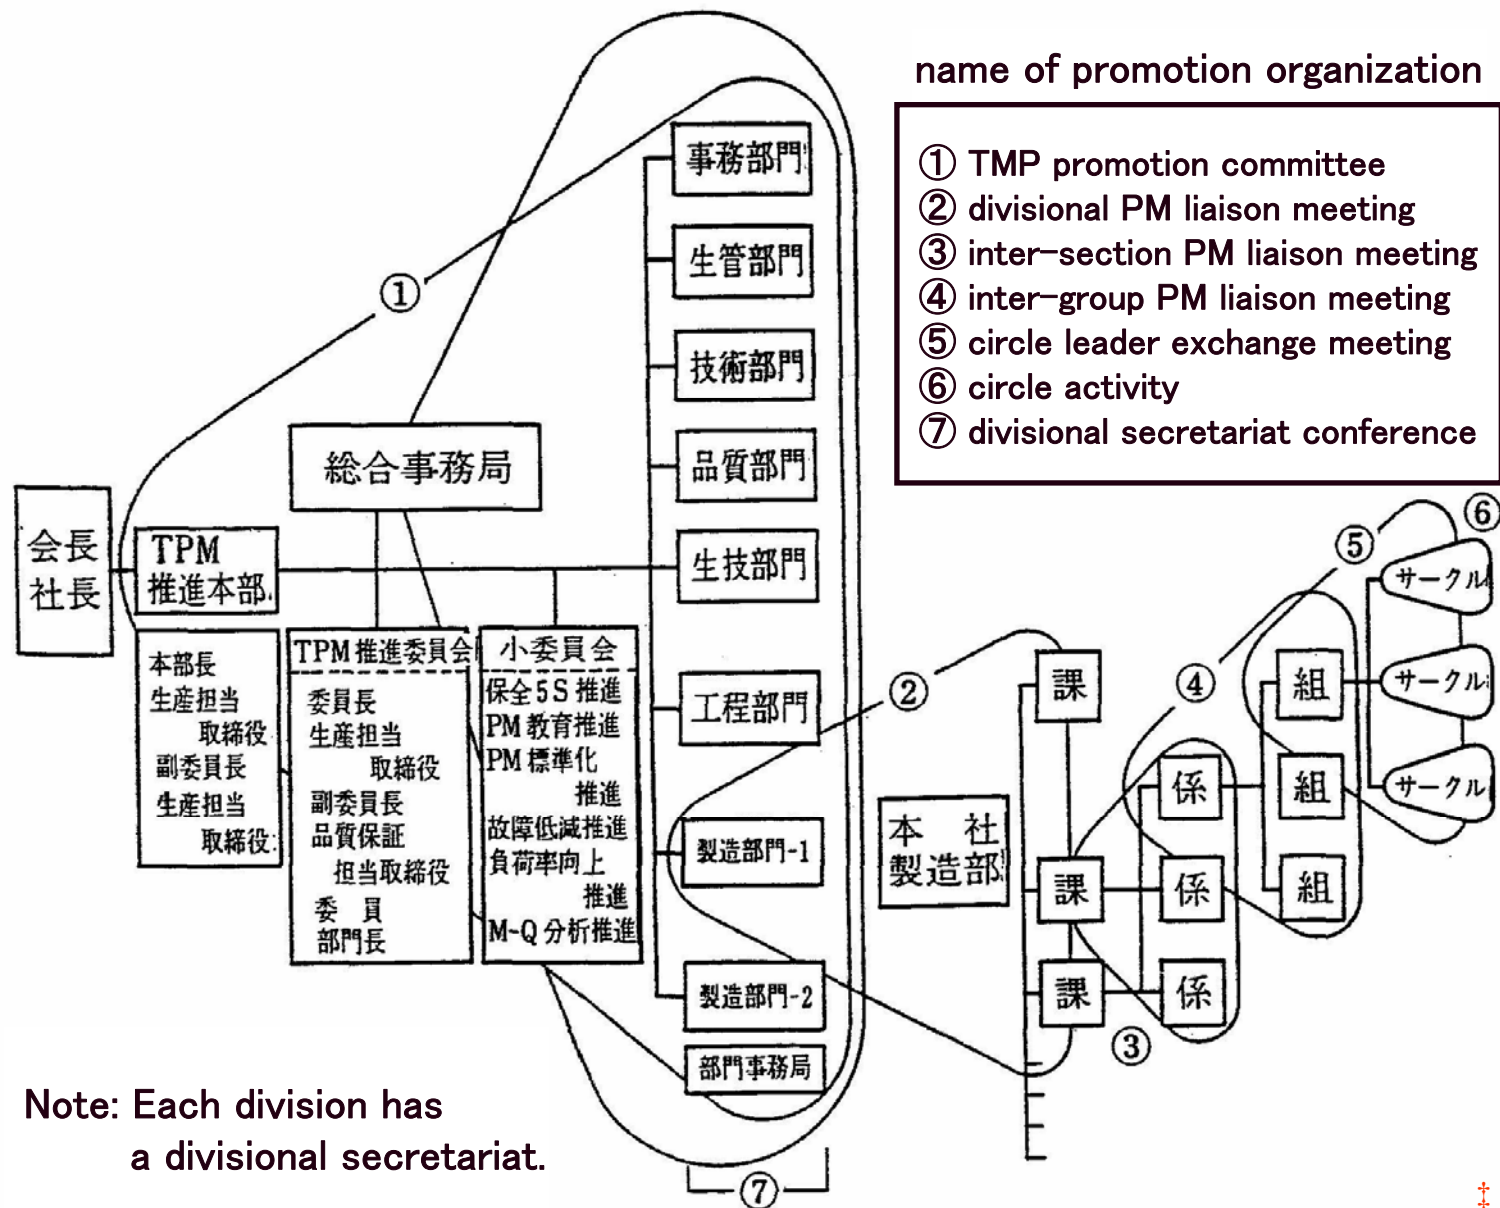 name of promotion organization
① TMP promotion committee
② divisional PM liaison meeting
③ inter-section PM liaison meeting
④ inter-group PM liaison meeting
⑤ circle leader exchange meeting
⑥ circle activity
⑦ divisional secretariat conference
①
総合事務局
会長
社長
TPM
推進本部
本部長
生産担当
取締役
副委員長
生産担当
取締役
TPM推進委員会
委員長
生産担当
取締役
副委員長
品質保証
担当取締役
委　員
部門長
小委員会
保全5S推進
PM教育推進
PM標準化
推進
故障低減推進
負荷率向上
推進
M-Q分析推進
事務部門
生管部門
技術部門
品質部門
生技部門
工程部門
製造部門-1
製造部門-2
部門事務局
⑦
②
本　社
製造部
課
課
課
③
④
係
係
係
⑤
組
組
組
⑥
サークル
サークル
サークル
Note: Each division has
a divisional secretariat.
‡